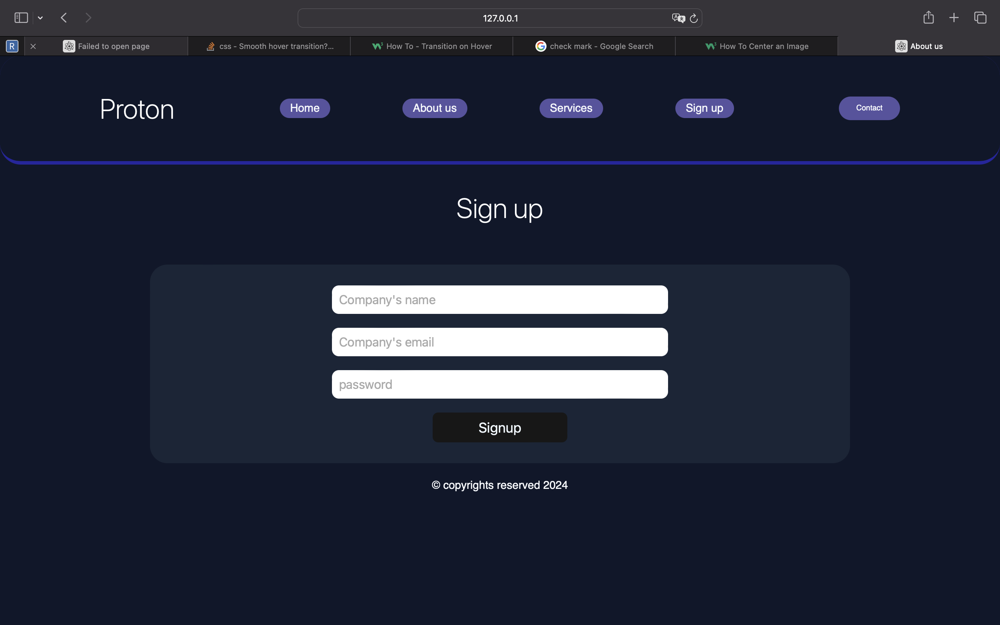 127.0.0.1
R Failed to open page css - Smooth hover transition?... How To - Transition on Hover check mark - Google Search How To Center an Image About us
Proton Home About us Services Sign up Contact
Sign up
Company's name
Company's email
password
Signup
© copyrights reserved 2024